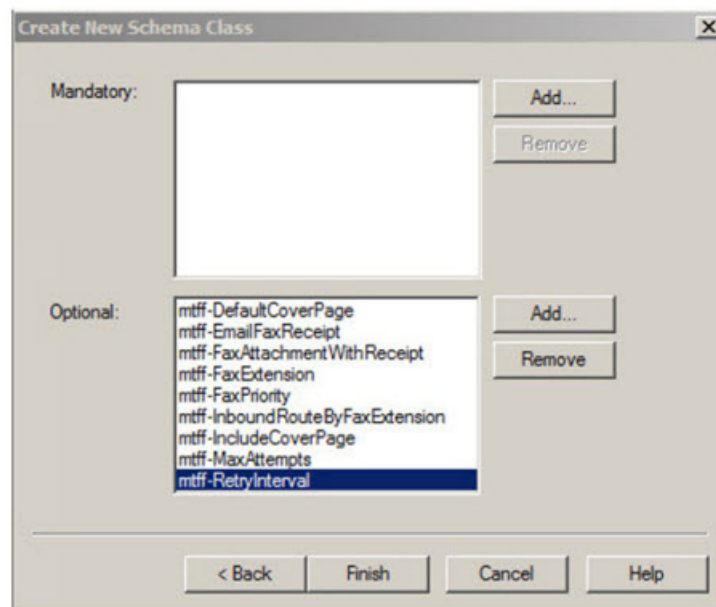 Create New Schema Class
Mandatory:
Add...
Remove
Optional:
mtff-DefaultCoverPage
mtff-EmailFaxReceipt
mtff-FaxAttachmentWithReceipt
mtff-FaxExtension
mtff-FaxPriority
mtff-InboundRouteByFaxExtension
mtff-IncludeCoverPage
mtff-MaxAttempts
mtff-RetryInterval
Add...
Remove
< Back
Finish
Cancel
Help